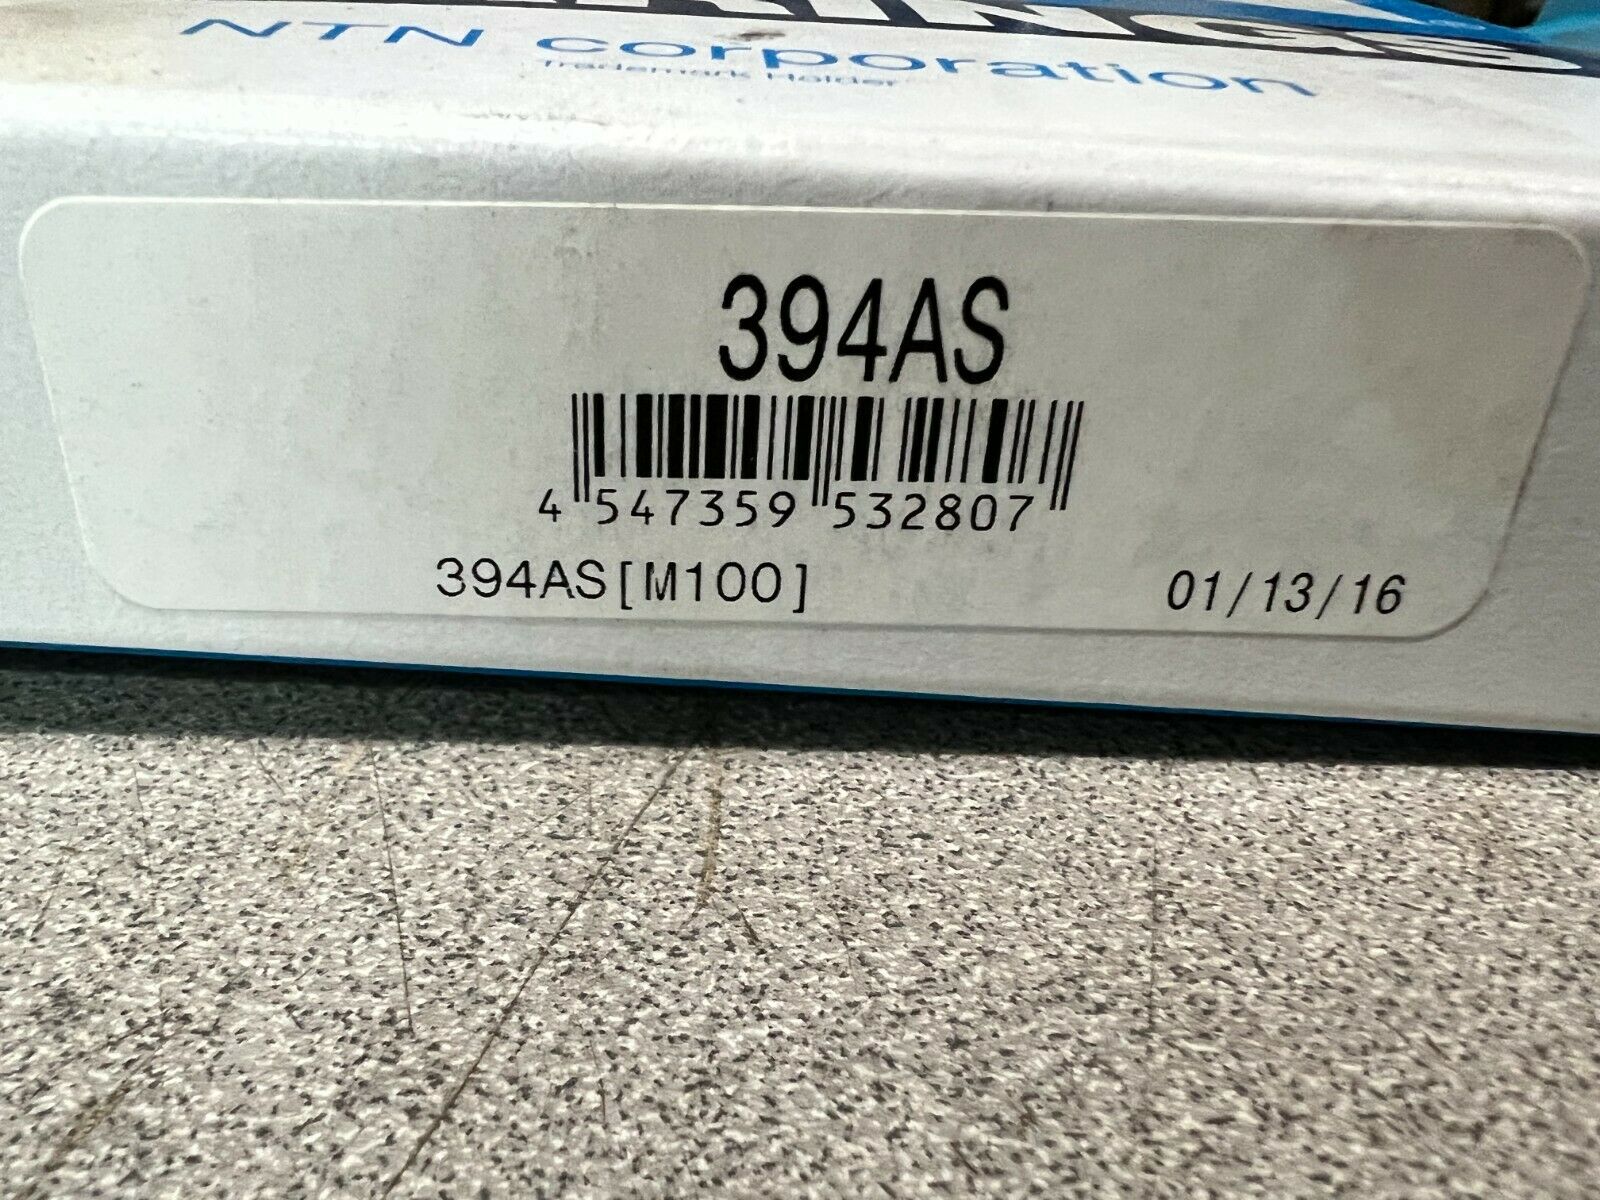 NTN corporation
Trademark Holder
394AS
4 547359 532807
394AS[M100] 01/13/16